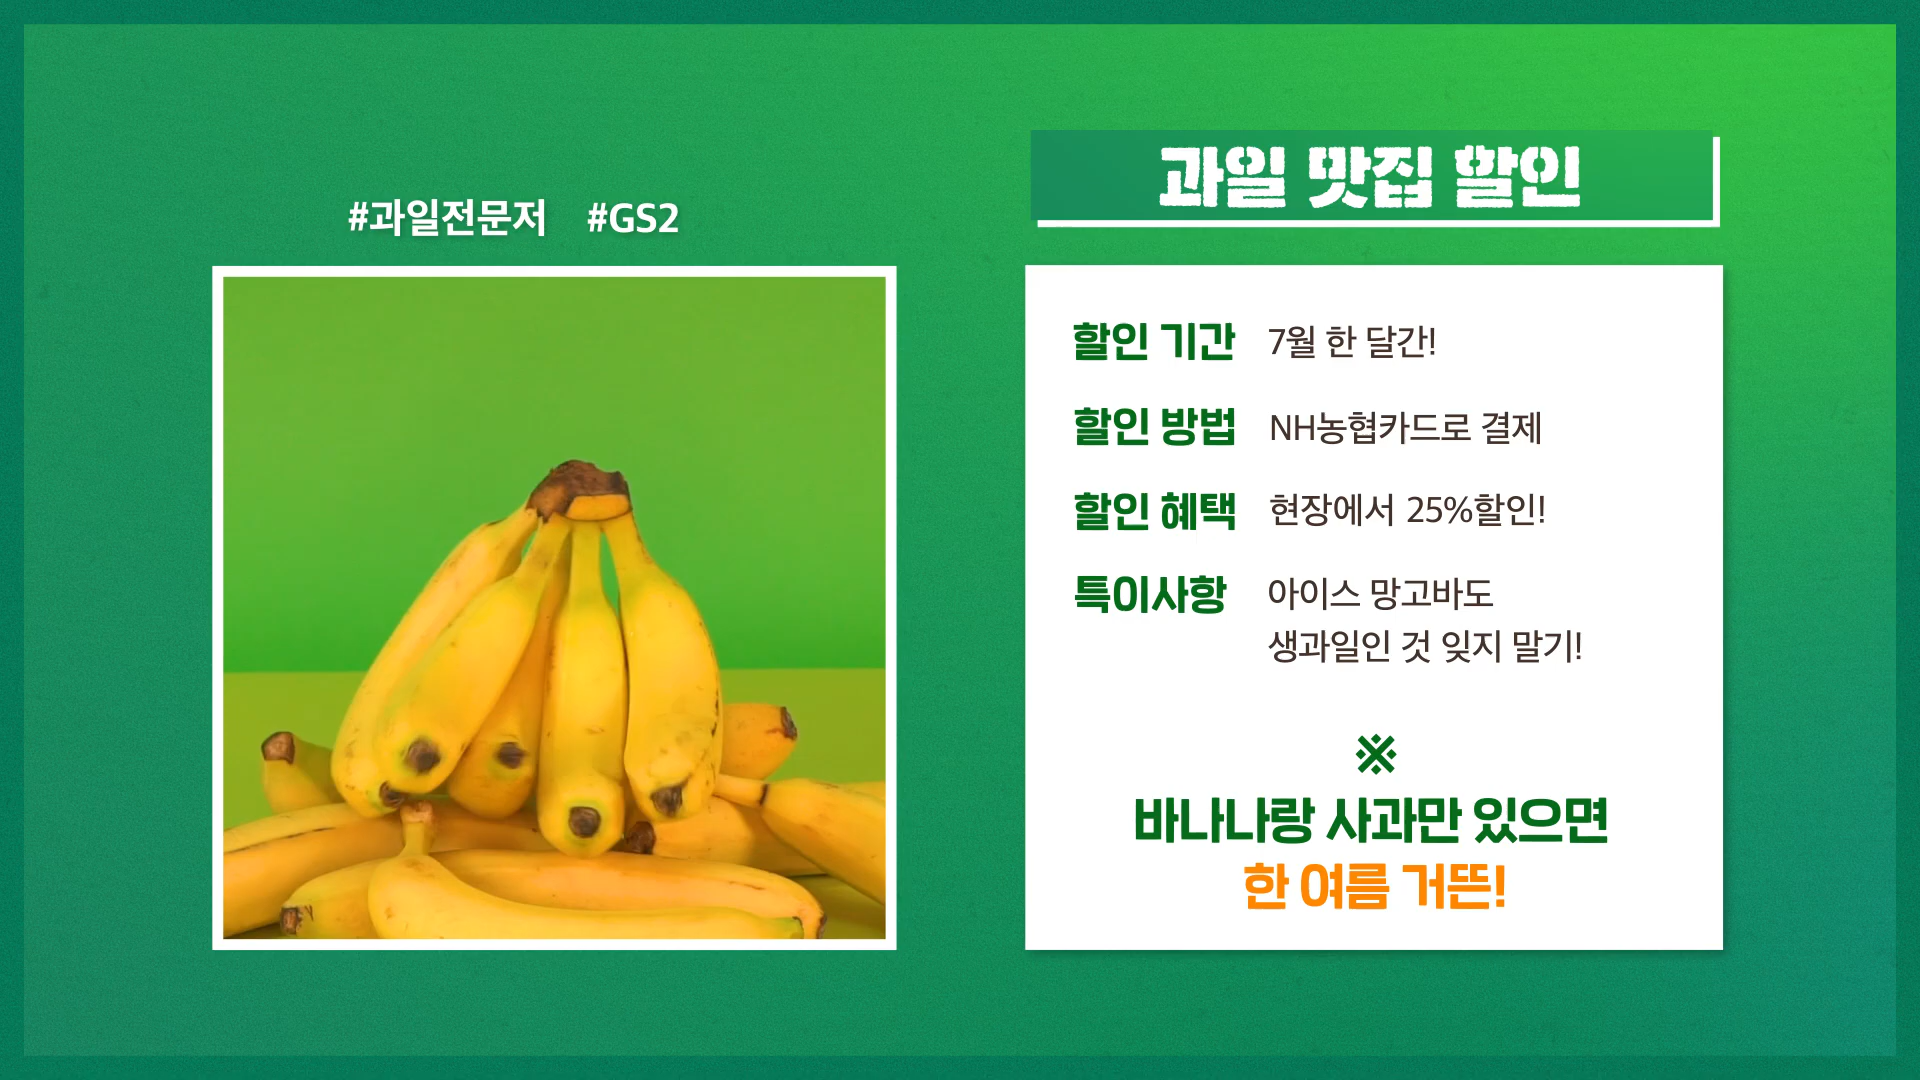 #과일전문저 #GS2
과일 맛집 할인
할인 기간 7월 한 달간!
할인 방법 NH농협카드로 결제
할인 혜택 현장에서 25%할인!
특이사항 아이스 망고바도
생과일인 것 잊지 말기!
※
바나나랑 사과만 있으면
한 여름 거뜬!